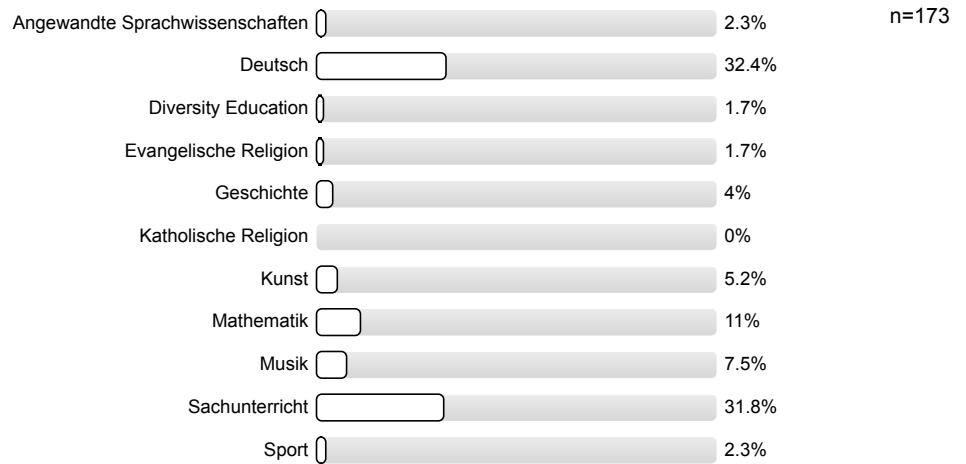 Angewandte Sprachwissenschaften 2.3% n=173
Deutsch 32.4%
Diversity Education 1.7%
Evangelische Religion 1.7%
Geschichte 4%
Katholische Religion 0%
Kunst 5.2%
Mathematik 11%
Musik 7.5%
Sachunterricht 31.8%
Sport 2.3%